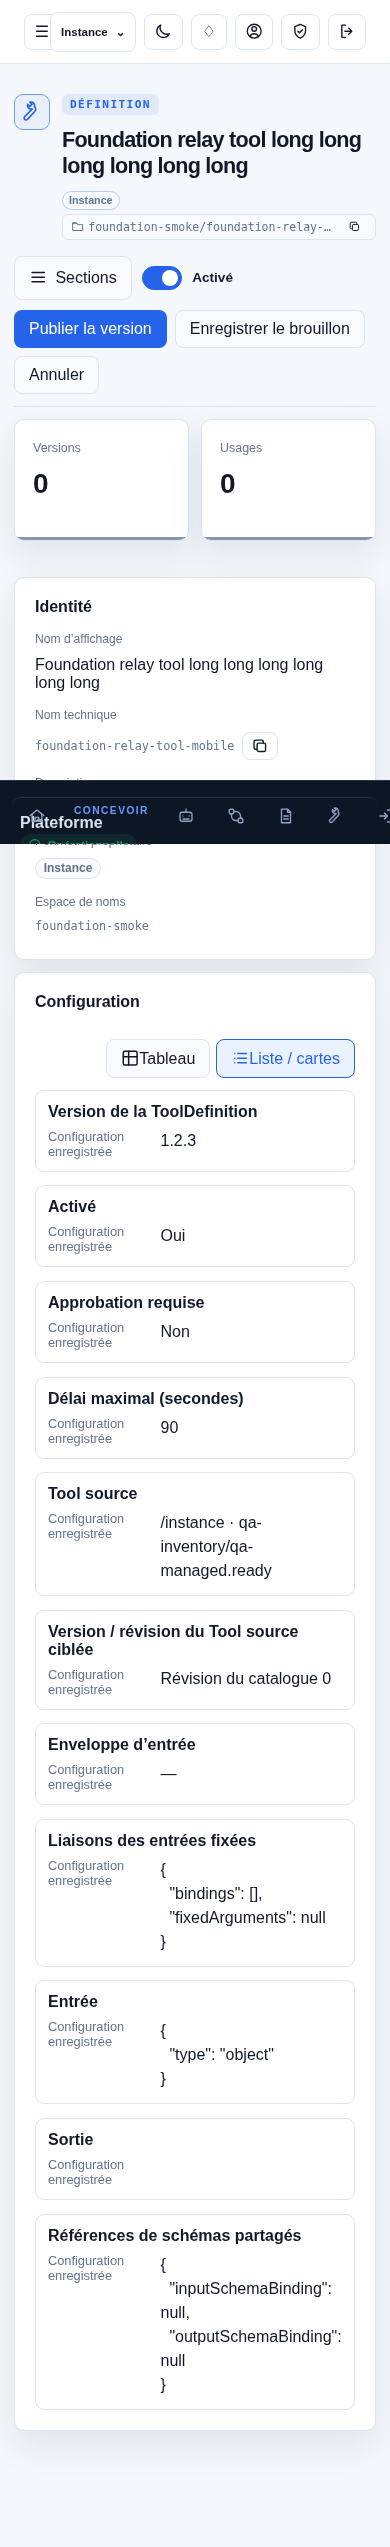 Instance
DÉFINITION
Foundation relay tool long long
long long long long
Instance
foundation-smoke/foundation-relay-…
Sections
Activé
Publier la version
Enregistrer le brouillon
Annuler
Versions
Usages
0
0
Identité
Nom d’affichage
Foundation relay tool long long long long
long long
Nom technique
foundation-relay-tool-mobile
CONCEVOIR
Plateforme
Instance
Espace de noms
foundation-smoke
Configuration
Tableau
Liste / cartes
Version de la ToolDefinition
Configuration
enregistrée
1.2.3
Activé
Configuration
enregistrée
Oui
Approbation requise
Configuration
enregistrée
Non
Délai maximal (secondes)
Configuration
enregistrée
90
Tool source
Configuration
enregistrée
/instance · qa-
inventory/qa-
managed.ready
Version / révision du Tool source
ciblée
Configuration
enregistrée
Révision du catalogue 0
Enveloppe d’entrée
Configuration
enregistrée
—
Liaisons des entrées fixées
Configuration
enregistrée
{
"bindings": [],
"fixedArguments": null
}
Entrée
Configuration
enregistrée
{
"type": "object"
}
Sortie
Configuration
enregistrée
Références de schémas partagés
Configuration
enregistrée
{
"inputSchemaBinding":
null,
"outputSchemaBinding":
null
}